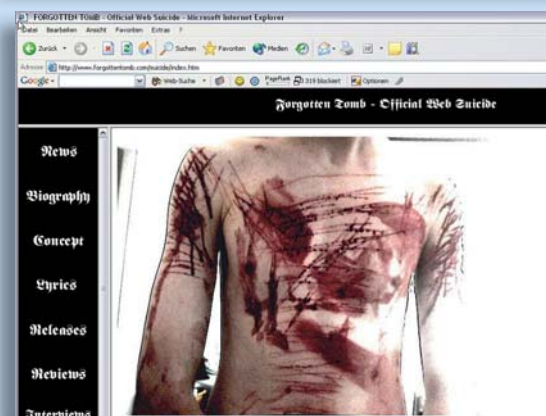 FORGOTTEN TOMB - Official Web Suicide - Microsoft Internet Explorer
Datei Bearbeiten Ansicht Favoriten Extras ?
Zurück Suchen Favoriten Medien
Adresse http://www.forgottentomb.com/suicide/index.htm
Google Web-Suche PageRank 319 blockiert Optionen
Forgotten Tomb - Official Web Suicide
News
Biography
Concept
Lyrics
Releases
Reviews
Interviews